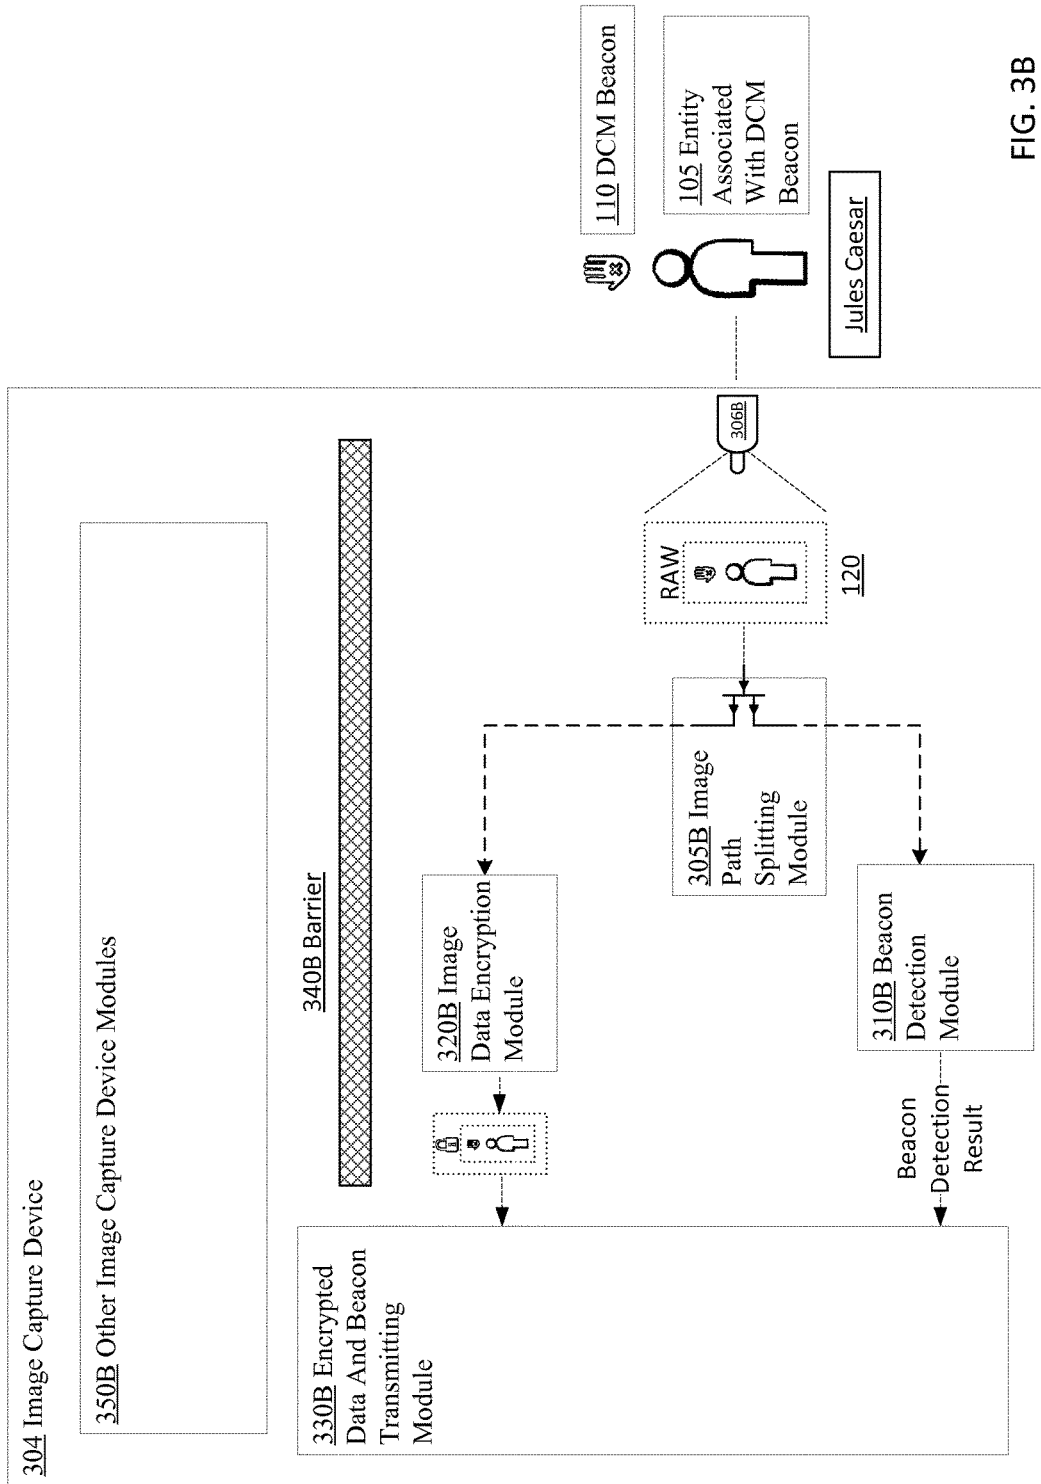 304 Image Capture Device
350B Other Image Capture Device Modules
340B Barrier
330B Encrypted
Data And Beacon
Transmitting
Module
320B Image
Data Encryption
Module
305B Image
Path
Splitting
Module
310B Beacon
Detection
Module
Beacon
Detection
Result
RAW
120
306B
110 DCM Beacon
105 Entity
Associated
With DCM
Beacon
Jules Caesar
FIG. 3B